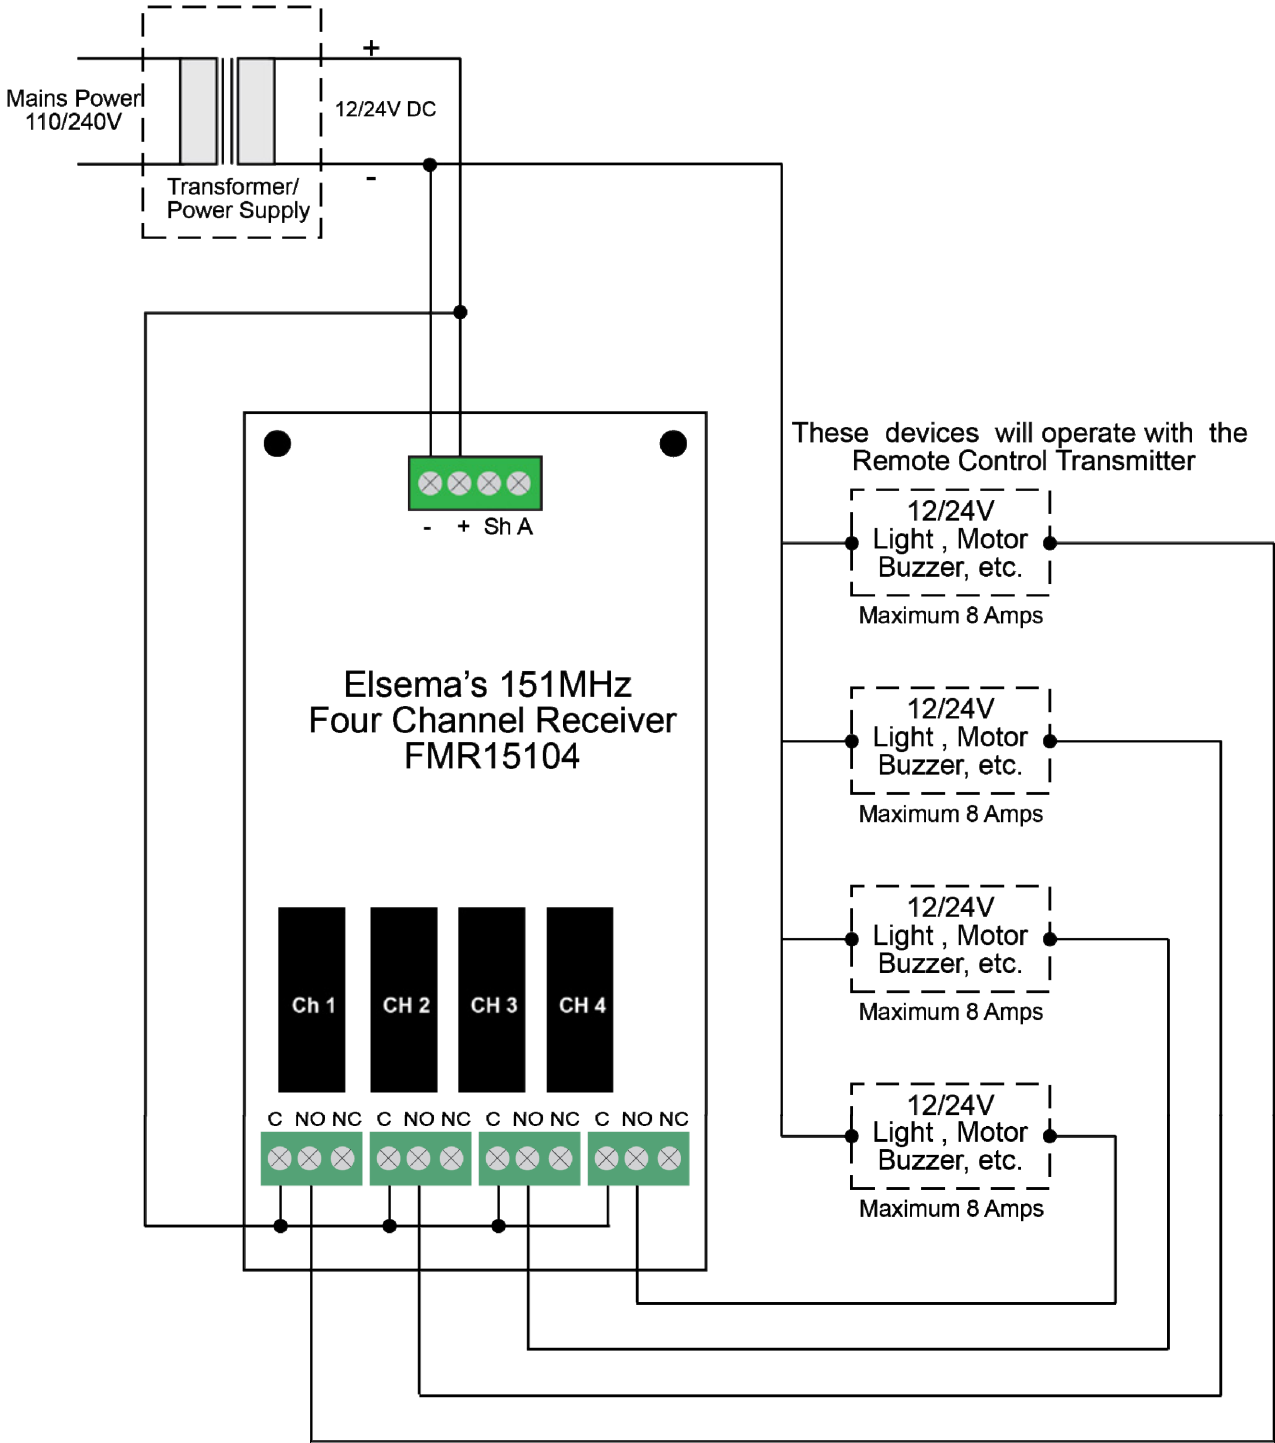 +
Mains Power
110/240V
12/24V DC
-
Transformer/
Power Supply
These devices will operate with the
Remote Control Transmitter
- + Sh A
12/24V
Light , Motor
Buzzer, etc.
Maximum 8 Amps
Elsema’s 151MHz
Four Channel Receiver
FMR15104
12/24V
Light , Motor
Buzzer, etc.
Maximum 8 Amps
12/24V
Light , Motor
Buzzer, etc.
Maximum 8 Amps
Ch 1 CH 2 CH 3 CH 4
C NO NC C NO NC C NO NC C NO NC
12/24V
Light , Motor
Buzzer, etc.
Maximum 8 Amps